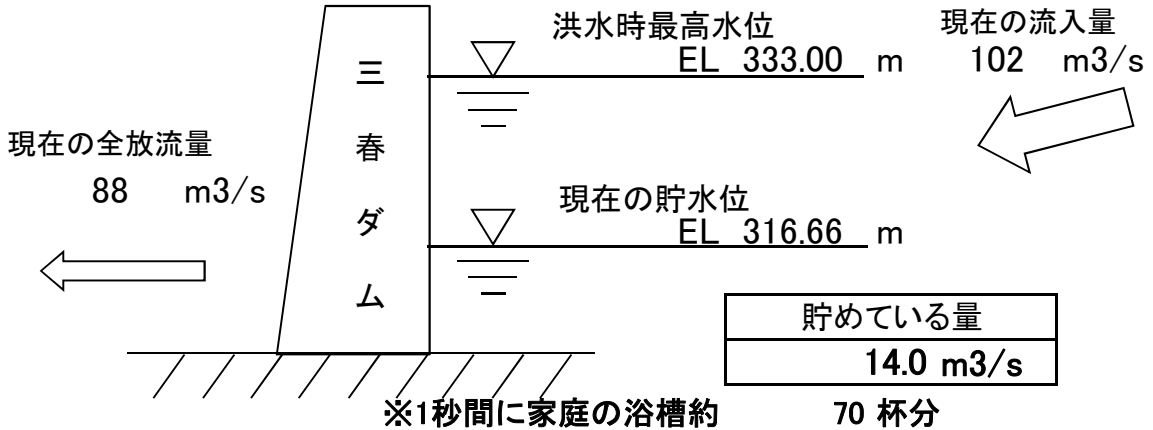 洪水時最高水位
EL 333.00 m
現在の流入量
102 m3/s
三春ダム
現在の全放流量
88 m3/s
現在の貯水位
EL 316.66 m
貯めている量
14.0 m3/s
※1秒間に家庭の浴槽約 70 杯分